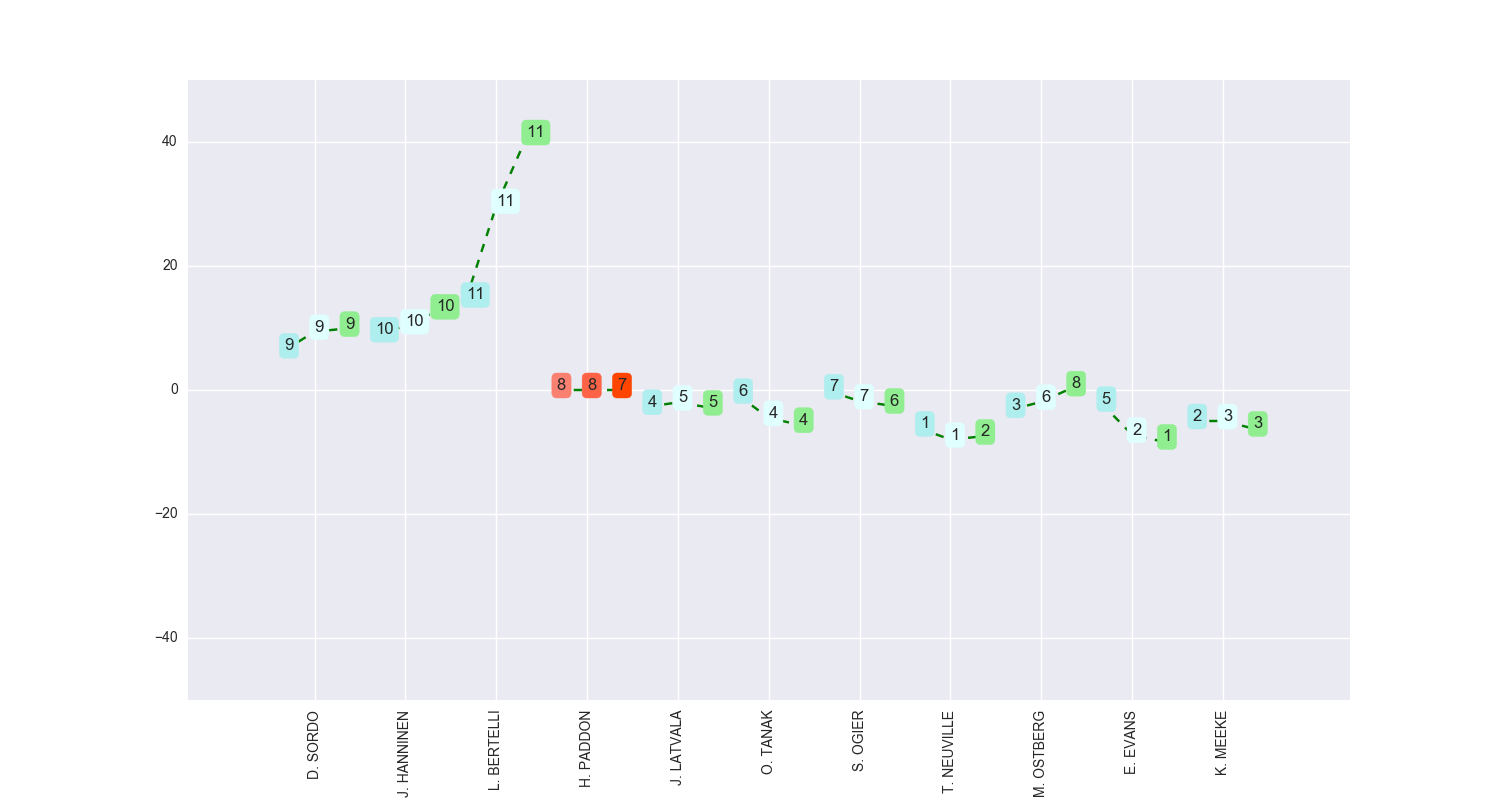 40
20
0
−20
−40
9 9 9
10 10 10
11 11 11
8 8 7
4 5 5
6 4 4
7 7 6
1 1 2
3 6 8
5 2 1
2 3 3
D. SORDO
J. HANNINEN
L. BERTELLI
H. PADDON
J. LATVALA
O. TANAK
S. OGIER
T. NEUVILLE
M. OSTBERG
E. EVANS
K. MEEKE